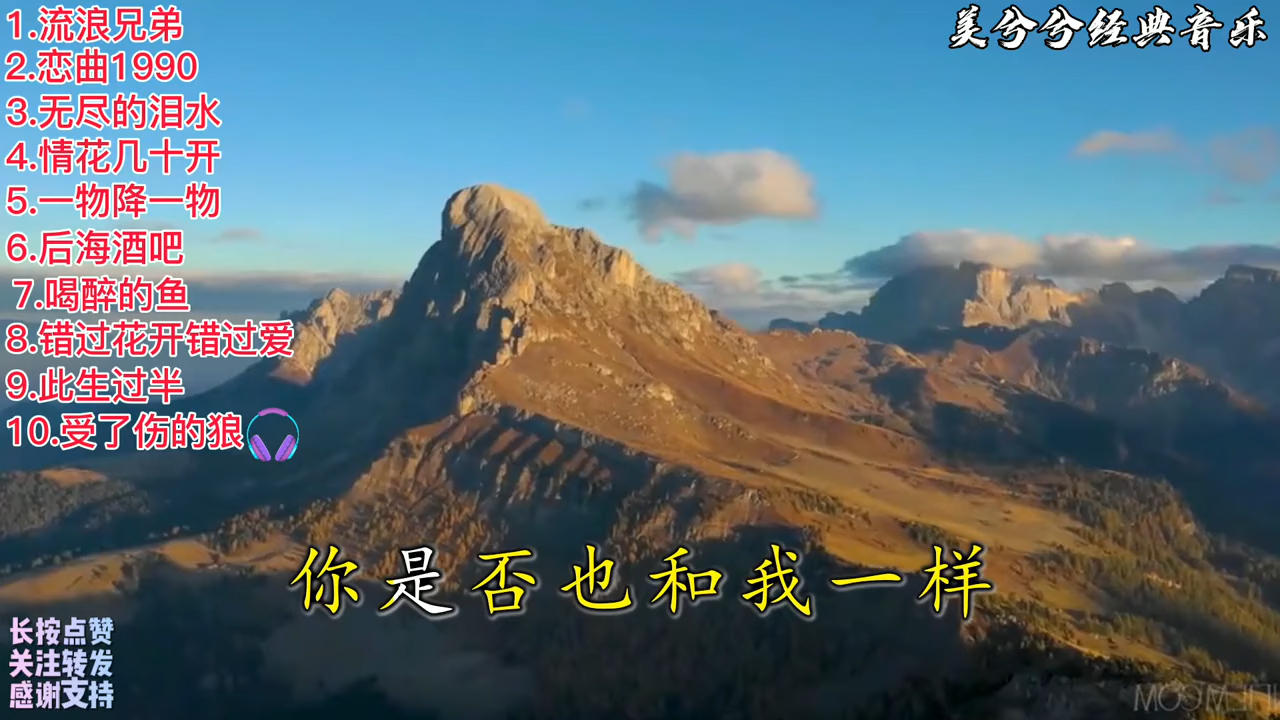 1.流浪兄弟
2.恋曲1990
3.无尽的泪水
4.情花几十开
5.一物降一物
6.后海酒吧
7.喝醉的鱼
8.错过花开错过爱
9.此生过半
10.受了伤的狼
美兮兮经典音乐
你是否也和我一样
长按点赞
关注转发
感谢支持